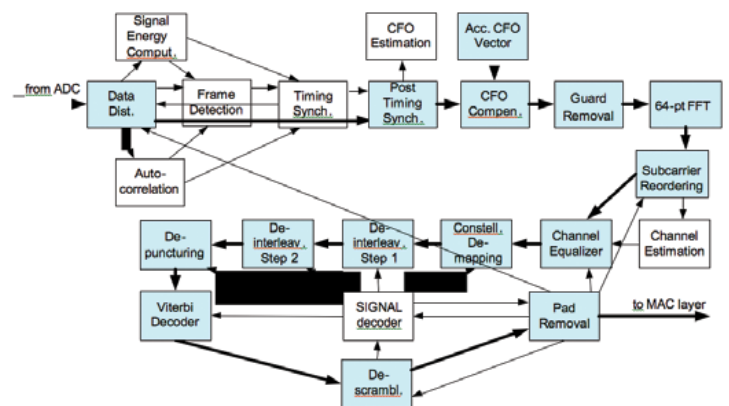 Signal
Energy
Comput.
CFO
Estimation
Acc. CFO
Vector
from ADC
Data
Dist.
Frame
Detection
Timing
Synch.
Post
Timing
Synch.
CFO
Compen.
Guard
Removal
64-pt FFT
Auto-
correlation
Subcarrier
Reordering
De-
puncturing
De-
interleav.
Step 2
De-
interleav.
Step 1
Constell.
De-
mapping
Channel
Equalizer
Channel
Estimation
Viterbi
Decoder
SIGNAL
decoder
Pad
Removal
to MAC layer
De-
scrambl.